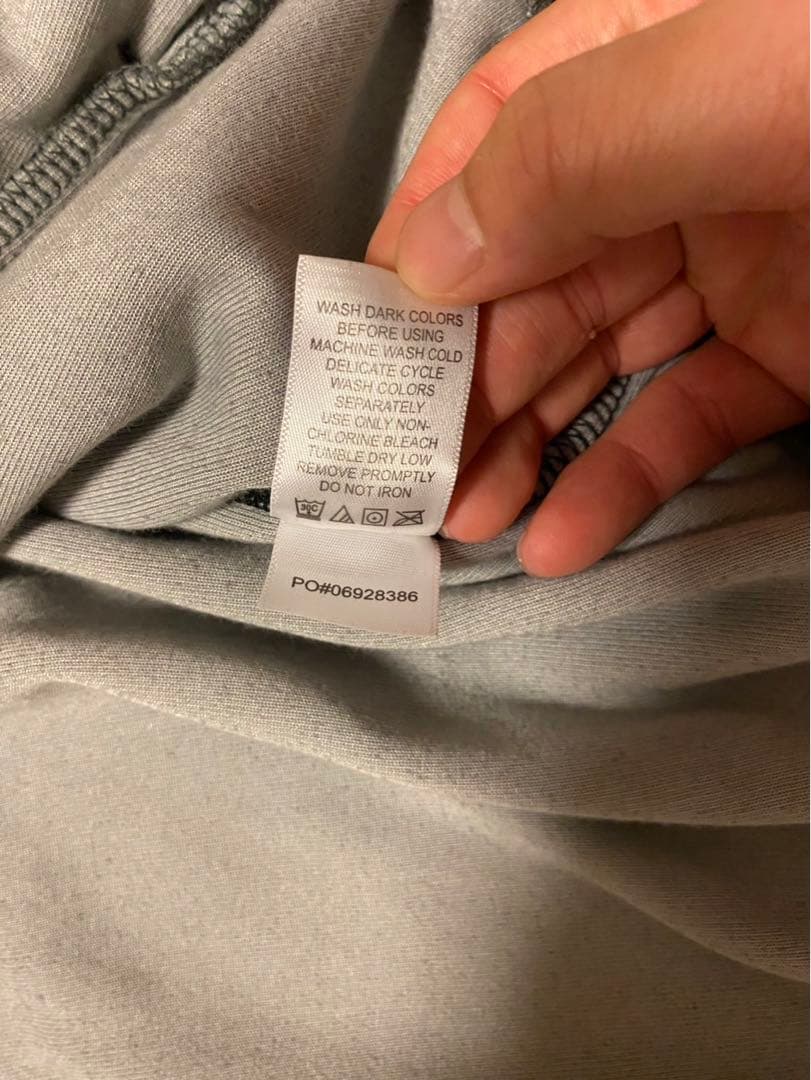 WASH DARK COLORS
BEFORE USING
MACHINE WASH COLD
DELICATE CYCLE
WASH COLORS
SEPARATELY
USE ONLY NON-
CHLORINE BLEACH
TUMBLE DRY LOW
REMOVE PROMPTLY
DO NOT IRON
30C
PO#06928386